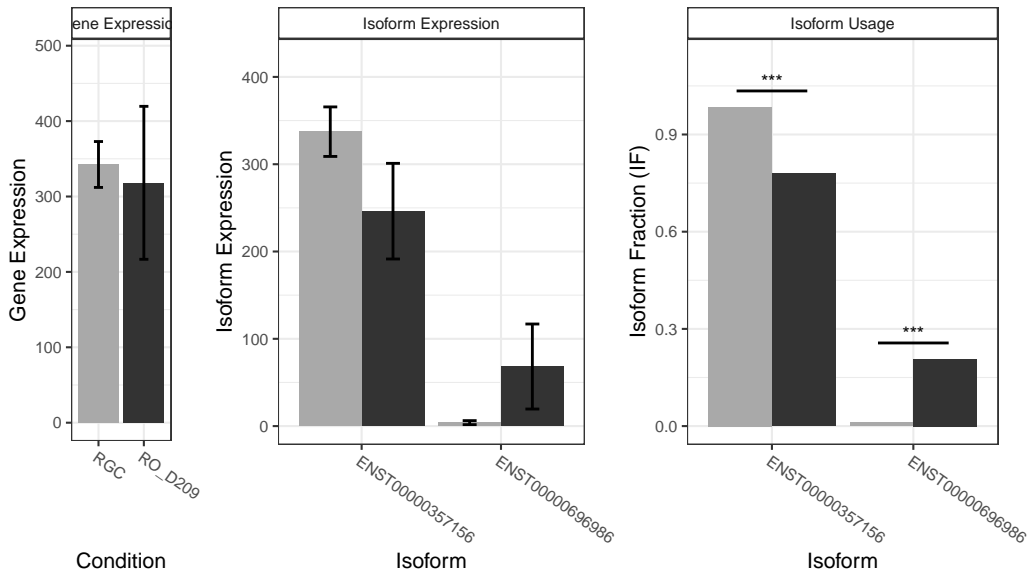 ene Expressio
Gene Expression
500
400
300
200
100
0
RGC
RO_D209
Condition
Isoform Expression
Isoform Expression
400
300
200
100
0
ENST00000357156
ENST00000696986
Isoform
Isoform Usage
Isoform Fraction (IF)
0.9
0.6
0.3
0.0
***
***
ENST00000357156
ENST00000696986
Isoform